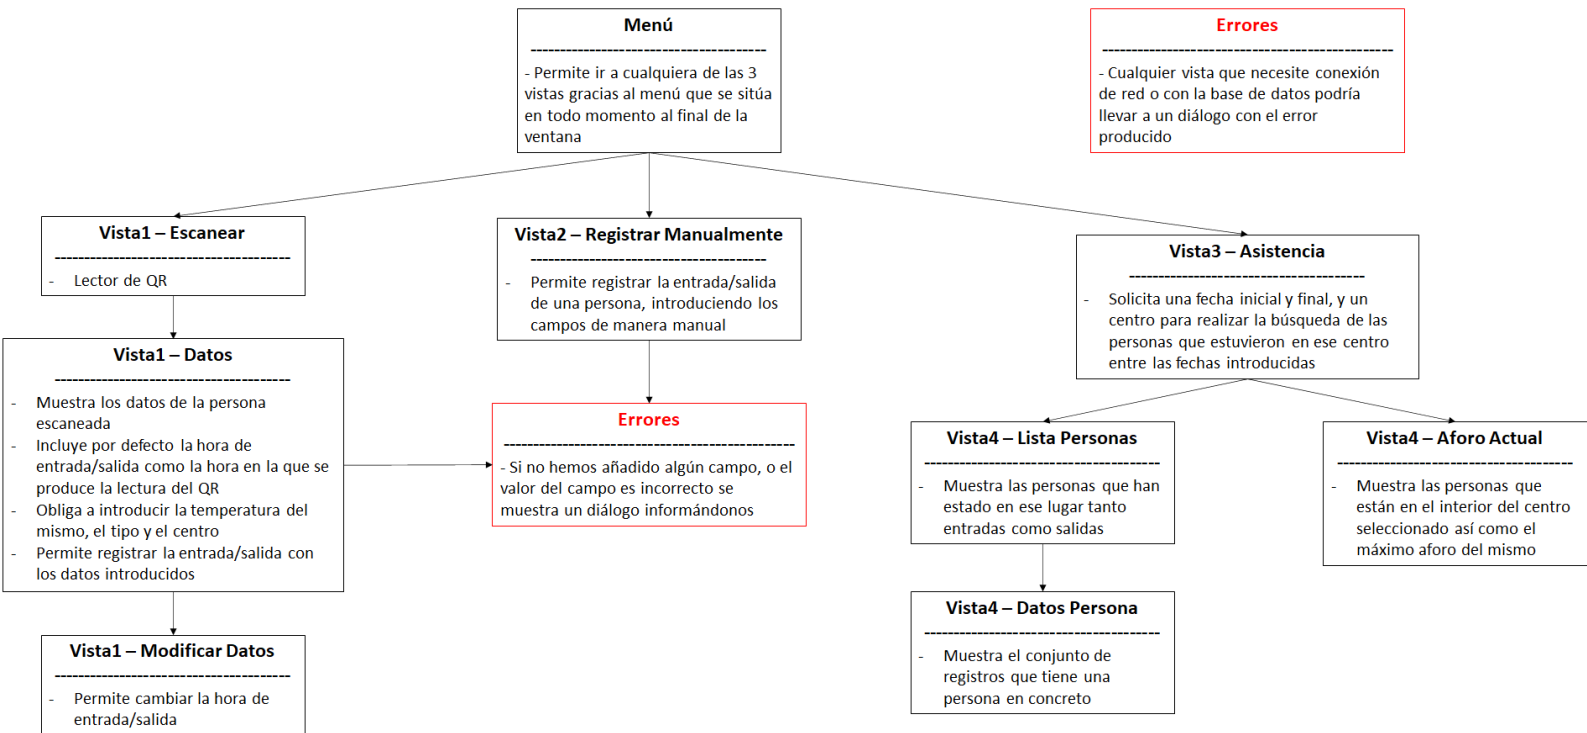 Menú
----------------------------------------
- Permite ir a cualquiera de las 3
vistas gracias al menú que se sitúa
en todo momento al final de la
ventana
Errores
-------------------------------------------------
- Cualquier vista que necesite conexión
de red o con la base de datos podría
llevar a un diálogo con el error
producido
Vista1 – Escanear
----------------------------------------
- Lector de QR
Vista1 – Datos
----------------------------------------
- Muestra los datos de la persona
escaneada
- Incluye por defecto la hora de
entrada/salida como la hora en la que se
produce la lectura del QR
- Obliga a introducir la temperatura del
mismo, el tipo y el centro
- Permite registrar la entrada/salida con
los datos introducidos
Vista1 – Modificar Datos
----------------------------------------
- Permite cambiar la hora de
entrada/salida
Vista2 – Registrar Manualmente
----------------------------------------
- Permite registrar la entrada/salida
de una persona, introduciendo los
campos de manera manual
Errores
-------------------------------------------------
- Si no hemos añadido algún campo, o el
valor del campo es incorrecto se
muestra un diálogo informándonos
Vista3 – Asistencia
----------------------------------------
- Solicita una fecha inicial y final, y un
centro para realizar la búsqueda de las
personas que estuvieron en ese centro
entre las fechas introducidas
Vista4 – Lista Personas
----------------------------------------
- Muestra las personas que han
estado en ese lugar tanto
entradas como salidas
Vista4 – Datos Persona
----------------------------------------
- Muestra el conjunto de
registros que tiene una
persona en concreto
Vista4 – Aforo Actual
----------------------------------------
- Muestra las personas que
están en el interior del centro
seleccionado así como el
máximo aforo del mismo